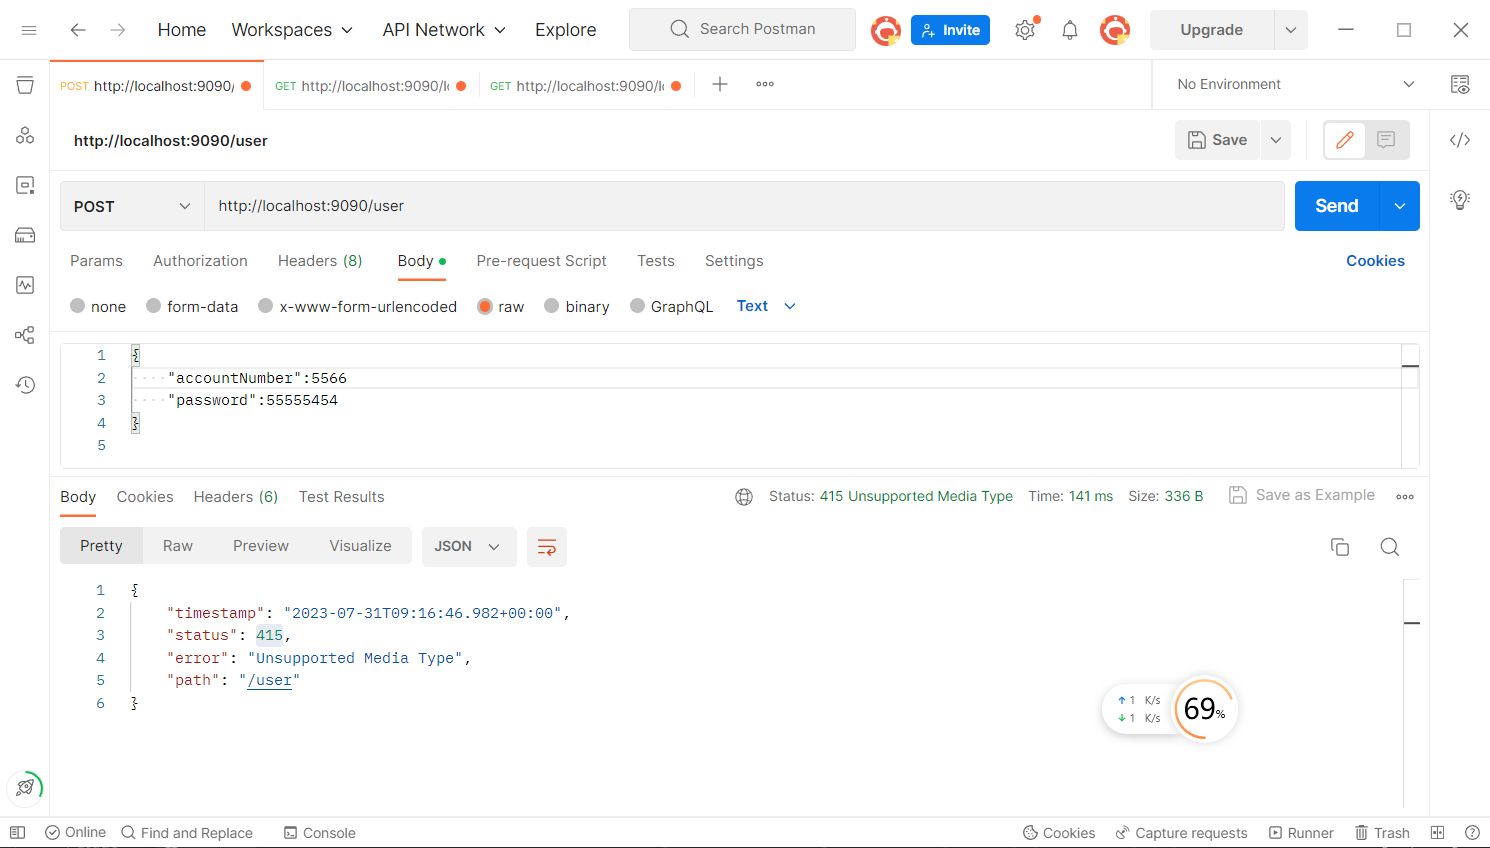 Home Workspaces API Network Explore Search Postman Invite Upgrade
POST http://localhost:9090/ GET http://localhost:9090/l GET http://localhost:9090/l No Environment
http://localhost:9090/user Save
POST http://localhost:9090/user Send
Params Authorization Headers (8) Body Pre-request Script Tests Settings Cookies
none form-data x-www-form-urlencoded raw binary GraphQL Text
1 {
2 "accountNumber":5566
3 "password":55555454
4 }
5
Body Cookies Headers (6) Test Results Status: 415 Unsupported Media Type Time: 141 ms Size: 336 B Save as Example
Pretty Raw Preview Visualize JSON
1 {
2 "timestamp": "2023-07-31T09:16:46.982+00:00",
3 "status": 415,
4 "error": "Unsupported Media Type",
5 "path": "/user"
6 }
↑ 1 K/s
↓ 1 K/s
69%
Online Find and Replace Console Cookies Capture requests Runner Trash